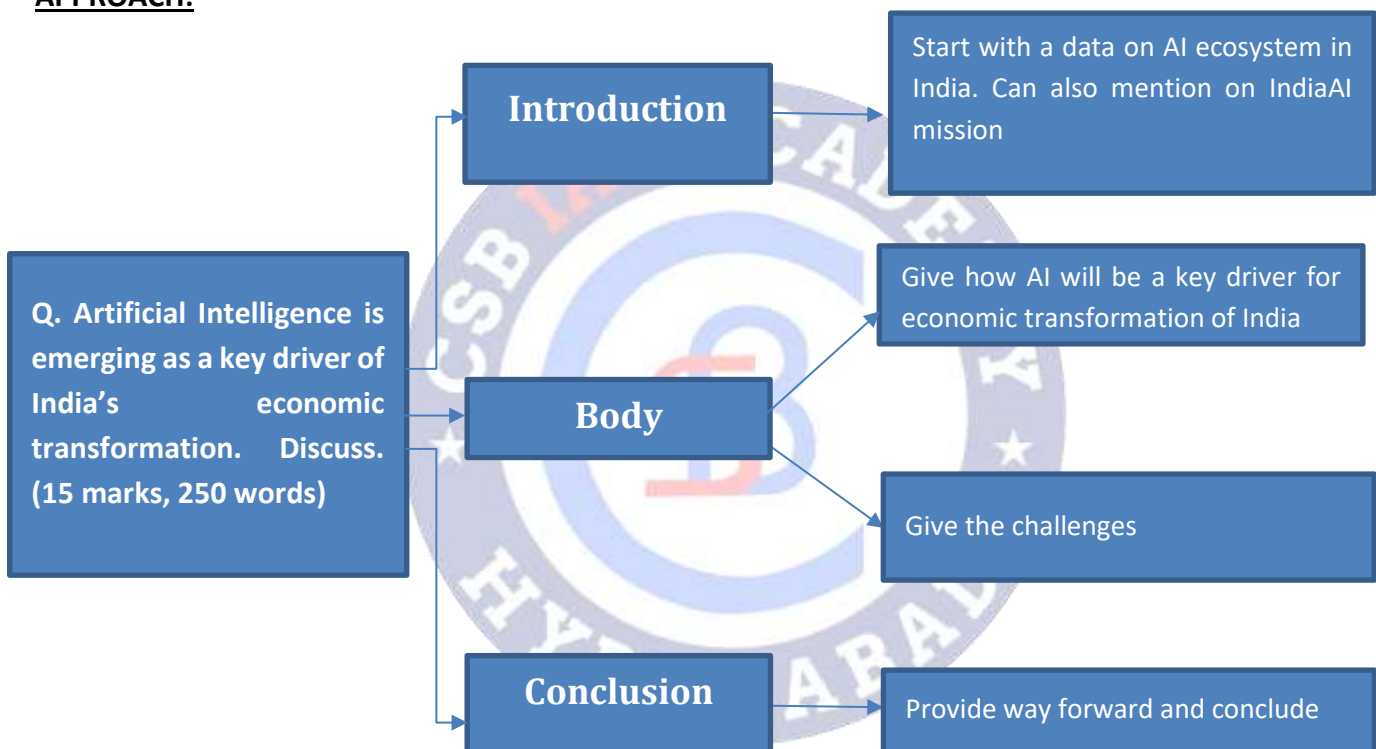 APPROACH:
Introduction
Start with a data on AI ecosystem in
India. Can also mention on IndiaAI
mission
Q. Artificial Intelligence is
emerging as a key driver of
India’s economic
transformation. Discuss.
(15 marks, 250 words)
Body
Give how AI will be a key driver for
economic transformation of India
Give the challenges
Conclusion
Provide way forward and conclude
CSB